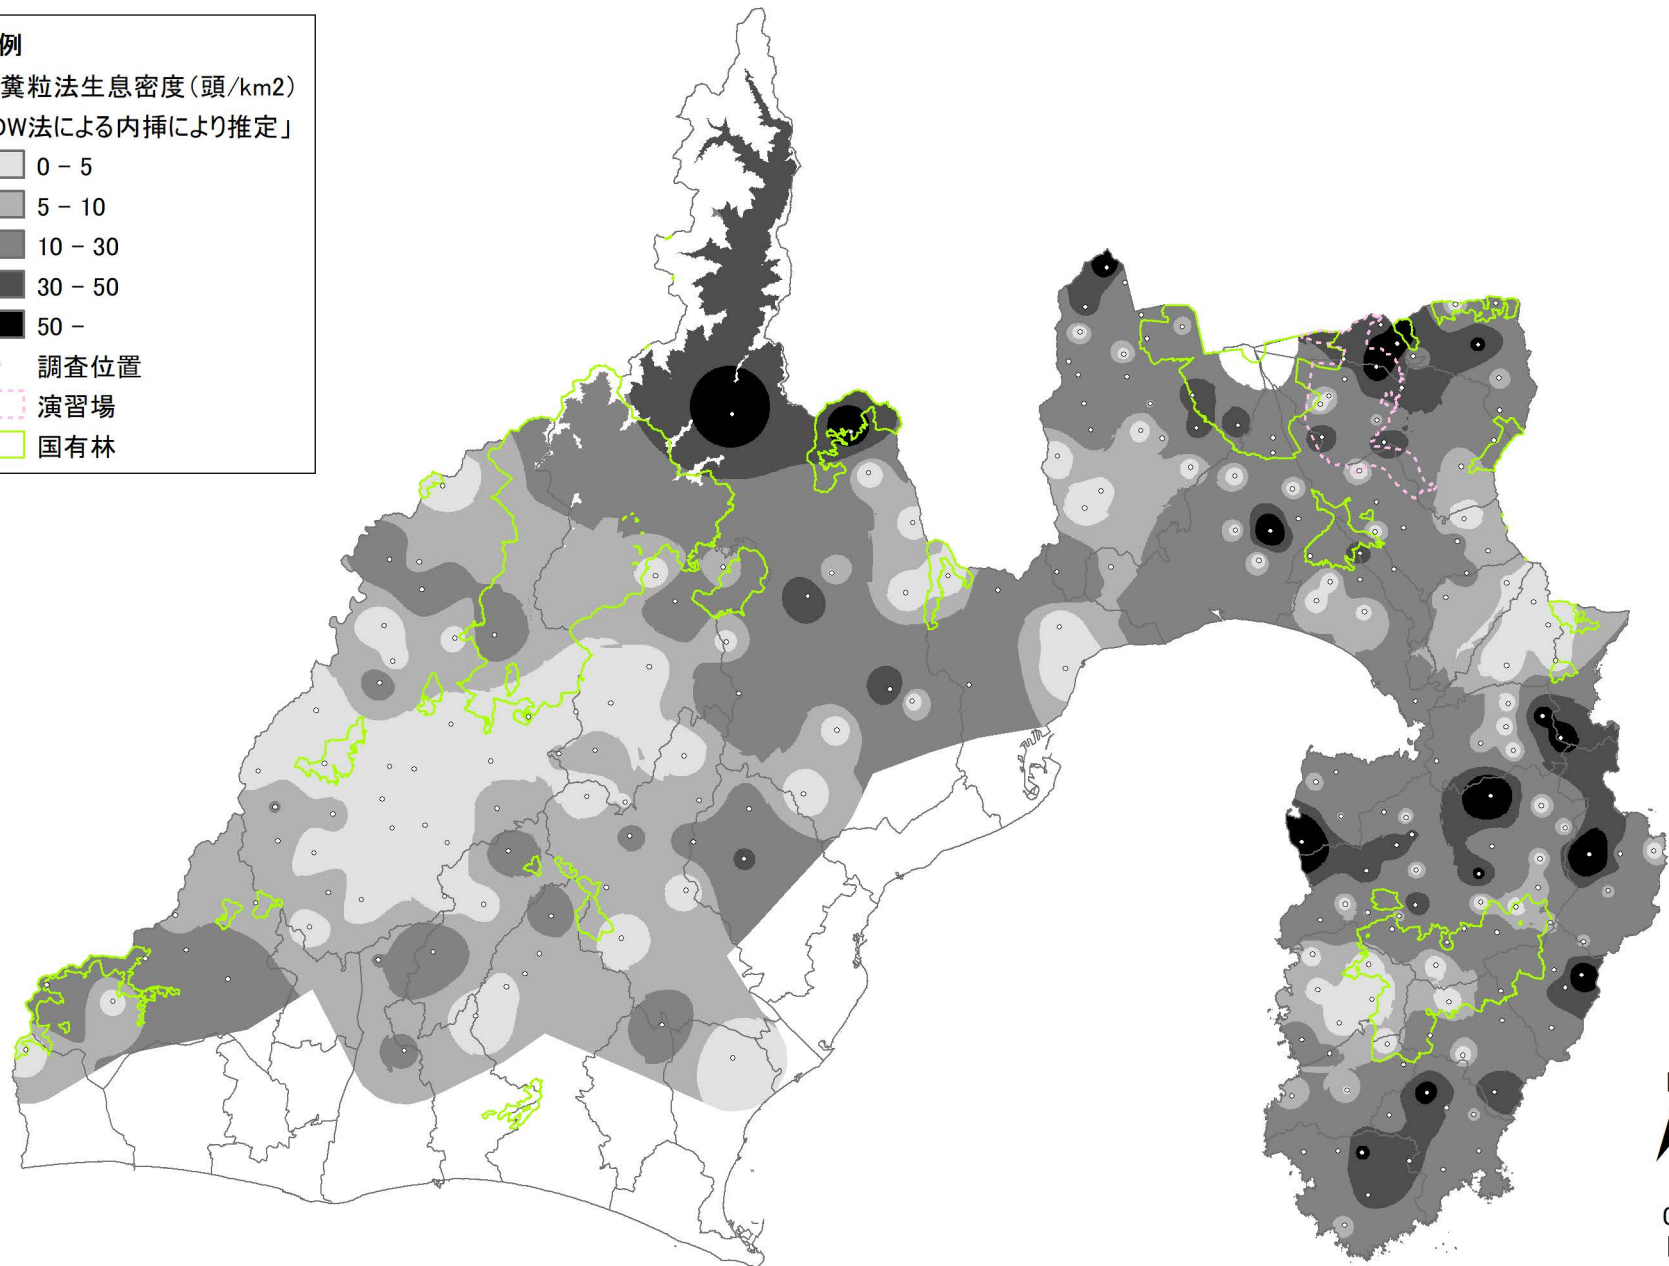 例
糞粒法生息密度(頭/km2)
DW法による内挿により推定」
0 - 5
5 - 10
10 - 30
30 - 50
50 -
調査位置
演習場
国有林
0